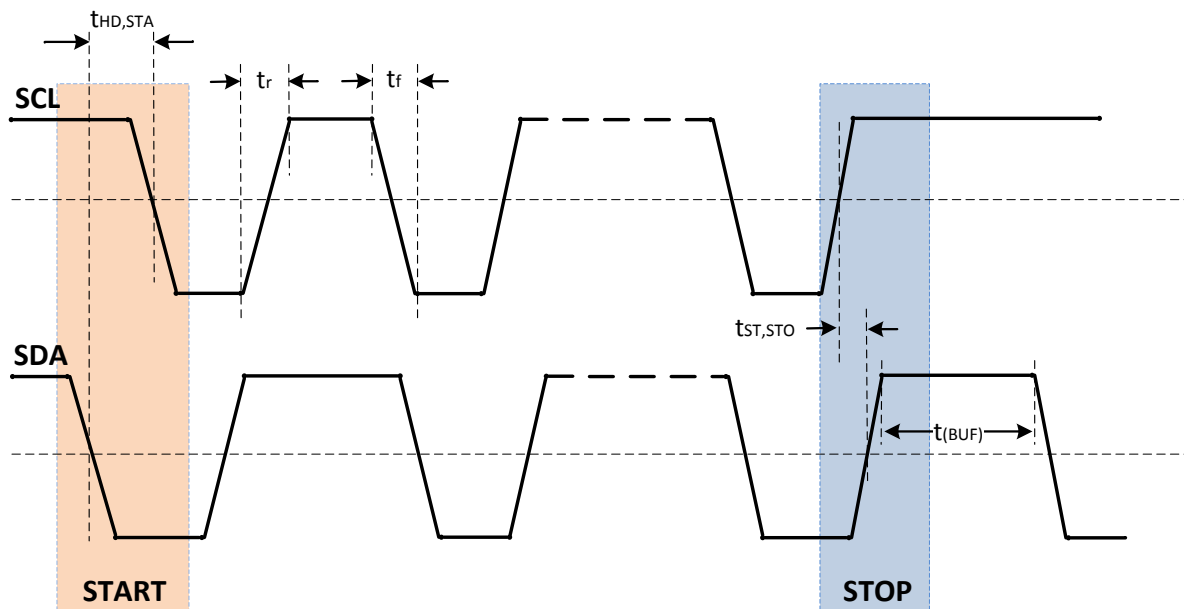 tHD,STA
tr
tf
SCL
tST,STO
SDA
t(BUF)
START
STOP